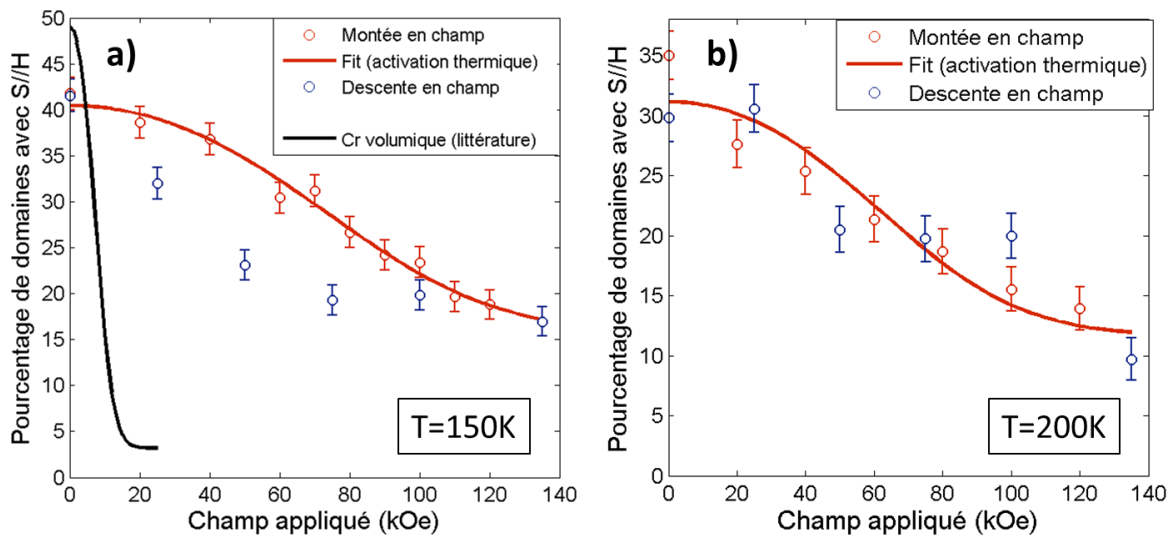 a)
Montée en champ
Fit (activation thermique)
Descente en champ
Cr volumique (littérature)
T=150K
Pourcentage de domaines avec S//H
50
45
40
35
30
25
20
15
10
5
0
0 20 40 60 80 100 120 140
Champ appliqué (kOe)
b)
Montée en champ
Fit (activation thermique)
Descente en champ
T=200K
Pourcentage de domaines avec S//H
35
30
25
20
15
10
5
0
0 20 40 60 80 100 120 140
Champ appliqué (kOe)